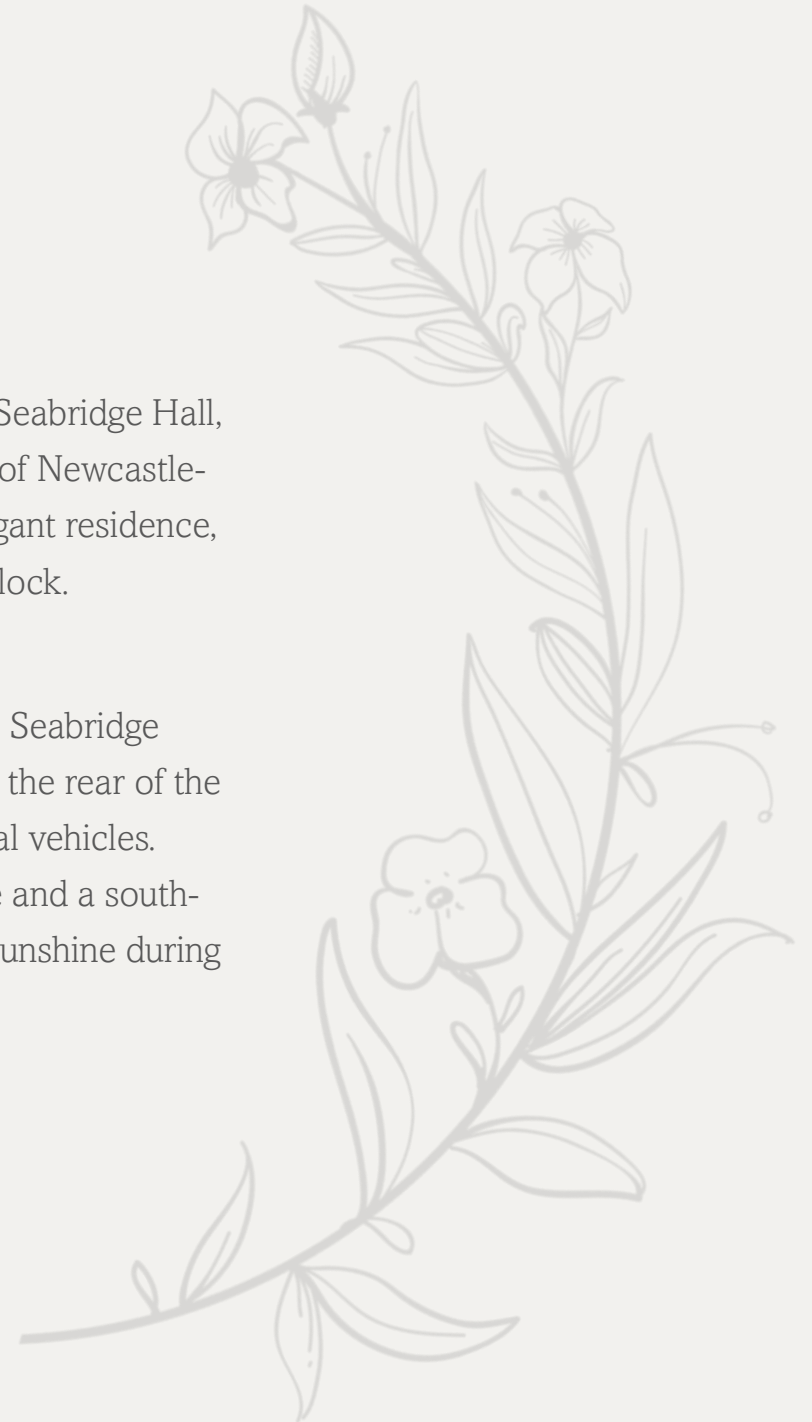 Seabridge Hall,
of Newcastle-
gant residence,
lock.
Seabridge
the rear of the
al vehicles.
e and a south-
unshine during